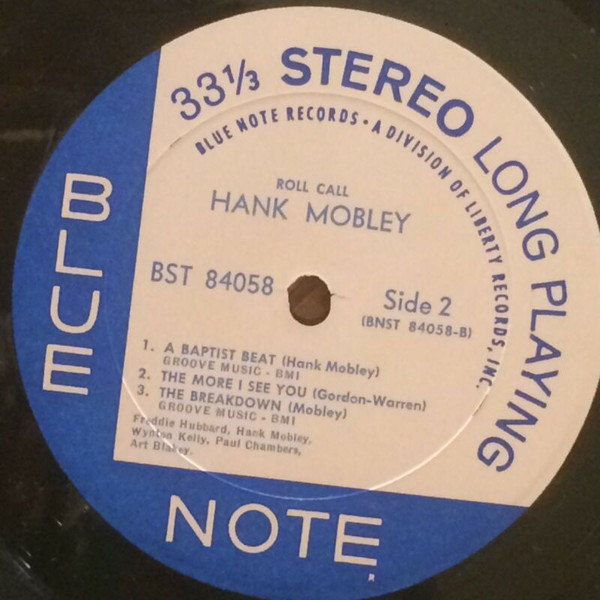 33⅓ STEREO LONG PLAYING
BLUE NOTE RECORDS • A DIVISION OF LIBERTY RECORDS, INC.
ROLL CALL
HANK MOBLEY
BST 84058
Side 2
(BNST 84058-B)
1. A BAPTIST BEAT (Hank Mobley)
GROOVE MUSIC - BMI
2. THE MORE I SEE YOU (Gordon-Warren)
3. THE BREAKDOWN (Mobley)
GROOVE MUSIC - BMI
Freddie Hubbard, Hank Mobley,
Wynton Kelly, Paul Chambers,
Art Blakey.
BLUE
NOTE